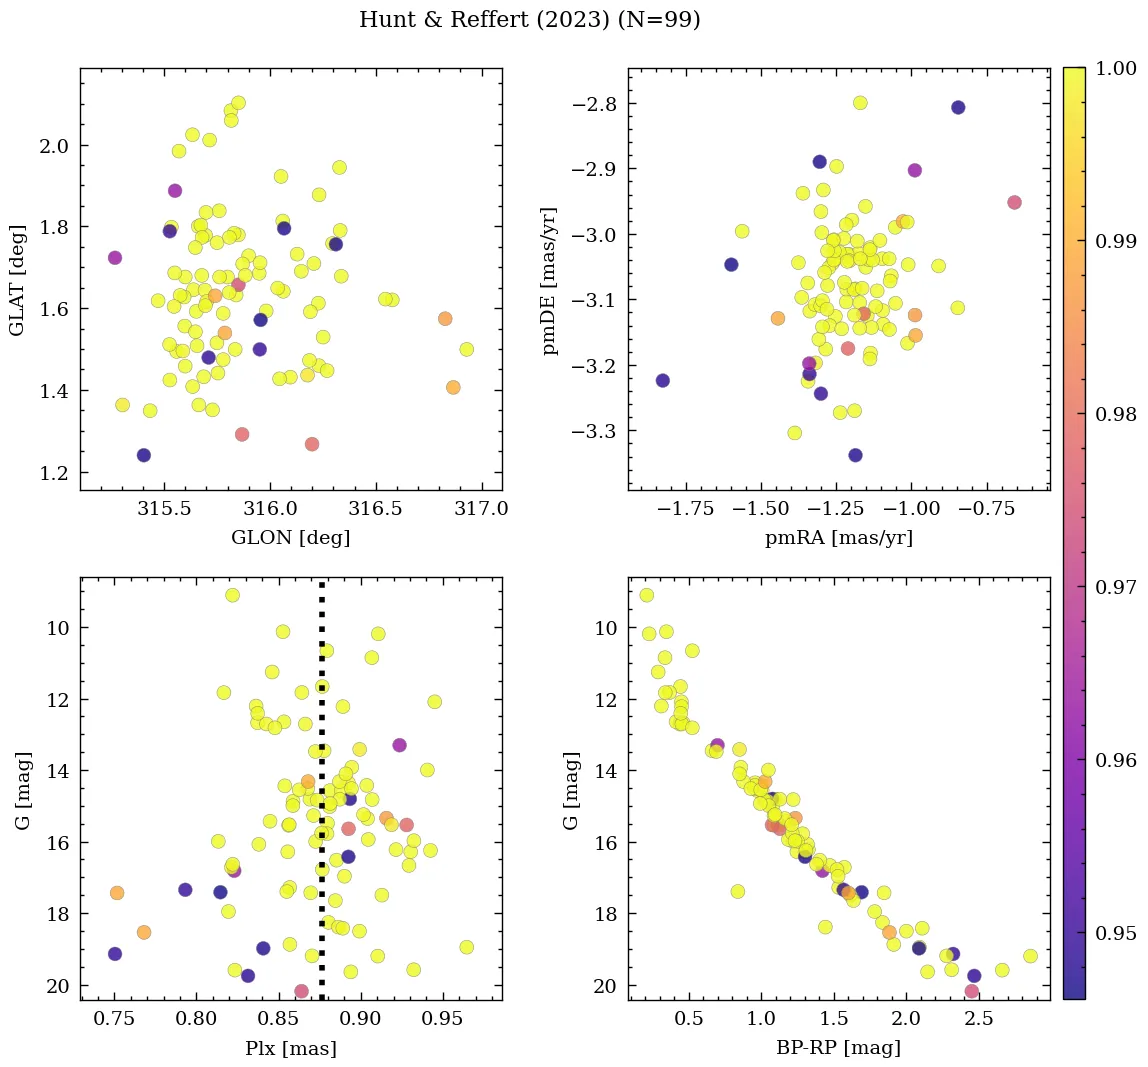 Hunt & Reffert (2023) (N=99)
2.0
1.8
1.6
1.4
1.2
GLAT [deg]
315.5 316.0 316.5 317.0
GLON [deg]
−2.8
−2.9
−3.0
−3.1
−3.2
−3.3
pmDE [mas/yr]
−1.75 −1.50 −1.25 −1.00 −0.75
pmRA [mas/yr]
10
12
14
16
18
20
G [mag]
0.75 0.80 0.85 0.90 0.95
Plx [mas]
10
12
14
16
18
20
G [mag]
0.5 1.0 1.5 2.0 2.5
BP-RP [mag]
1.00
0.99
0.98
0.97
0.96
0.95